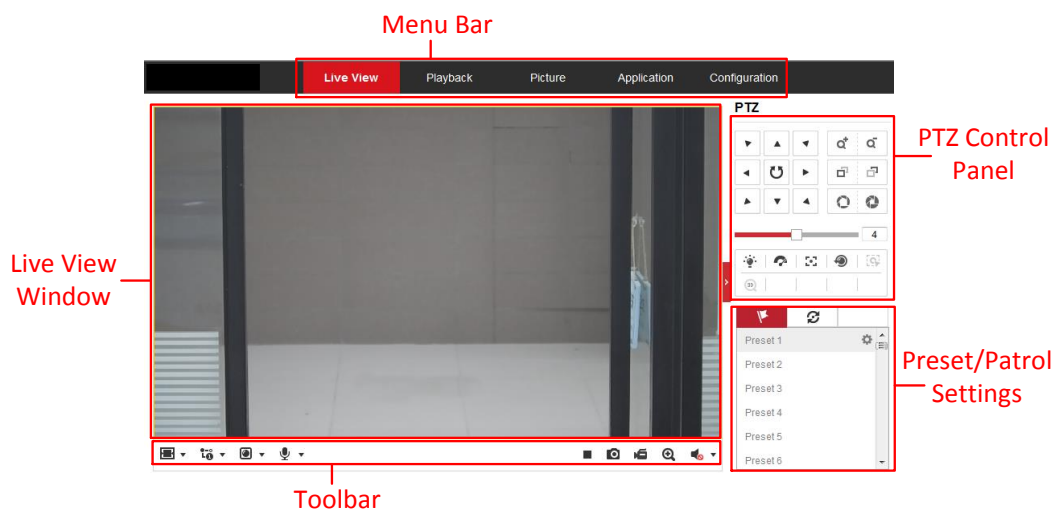 Menu Bar
Live View
Playback
Picture
Application
Configuration
PTZ
PTZ Control
Panel
4
Live View
Window
Preset 1
Preset 2
Preset 3
Preset 4
Preset 5
Preset 6
Preset/Patrol
Settings
Toolbar